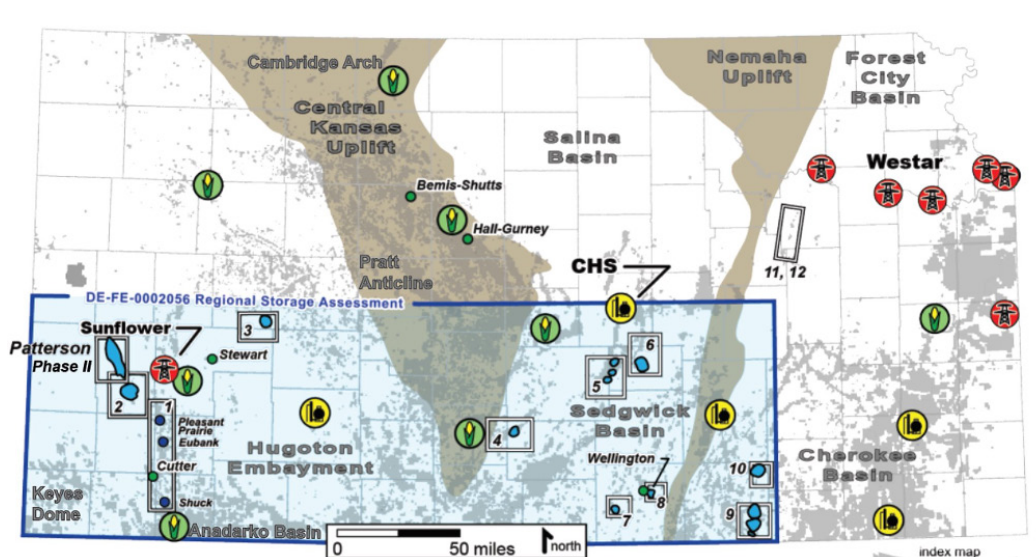 Cambridge Arch
Central
Kansas
Uplift
Nemaha
Uplift
Forest
City
Basin
Salina
Basin
Westar
Bemis-Shutts
Hall-Gurney
Pratt
Anticline
11, 12
CHS
DE-FE-0002056 Regional Storage Assessment
Sunflower
3
Patterson
Phase II
Stewart
6
5
2
1
Pleasant
Prairie
Eubank
Hugoton
Embayment
4
Sedgwick
Basin
Cherokee
Basin
Wellington
10
Cutter
Keyes
Dome
Shuck
7
8
9
Anadarko Basin
0
50 miles
north
index map